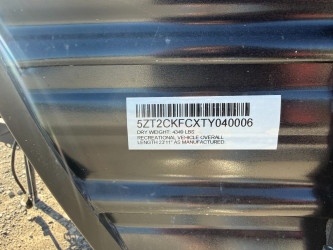 5ZT2CKFCXTY040006
DRY WEIGHT: 4349 LBS
RECREATIONAL VEHICLE OVERALL
LENGTH 22'11" AS MANUFACTURED